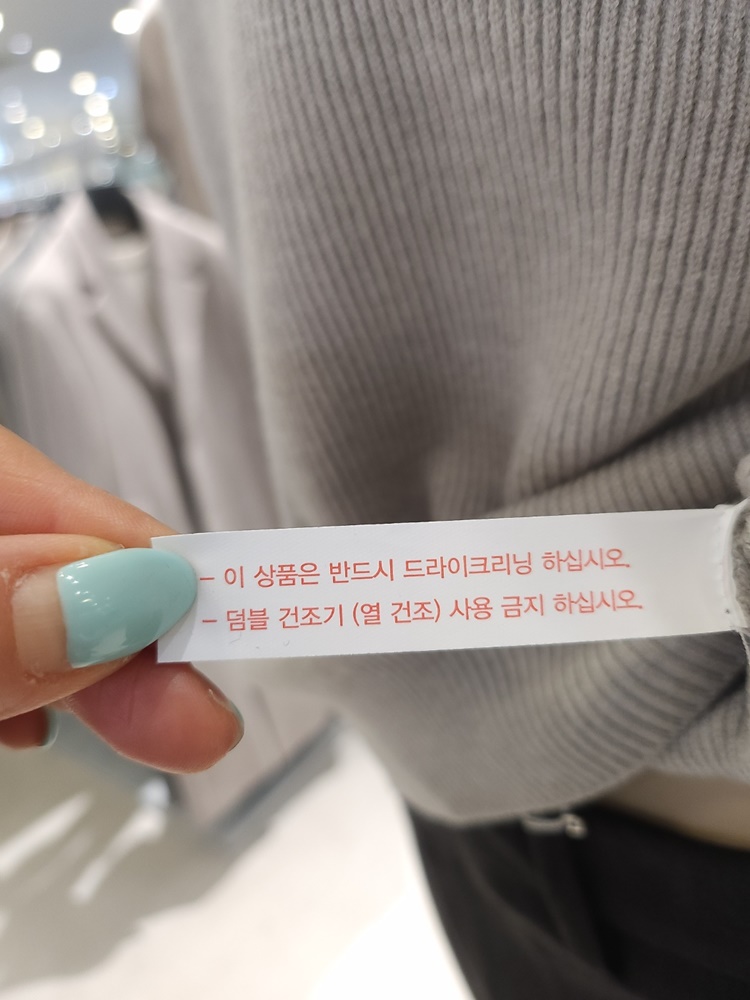 - 이 상품은 반드시 드라이크리닝 하십시오.
- 덤블 건조기 (열 건조) 사용 금지 하십시오.